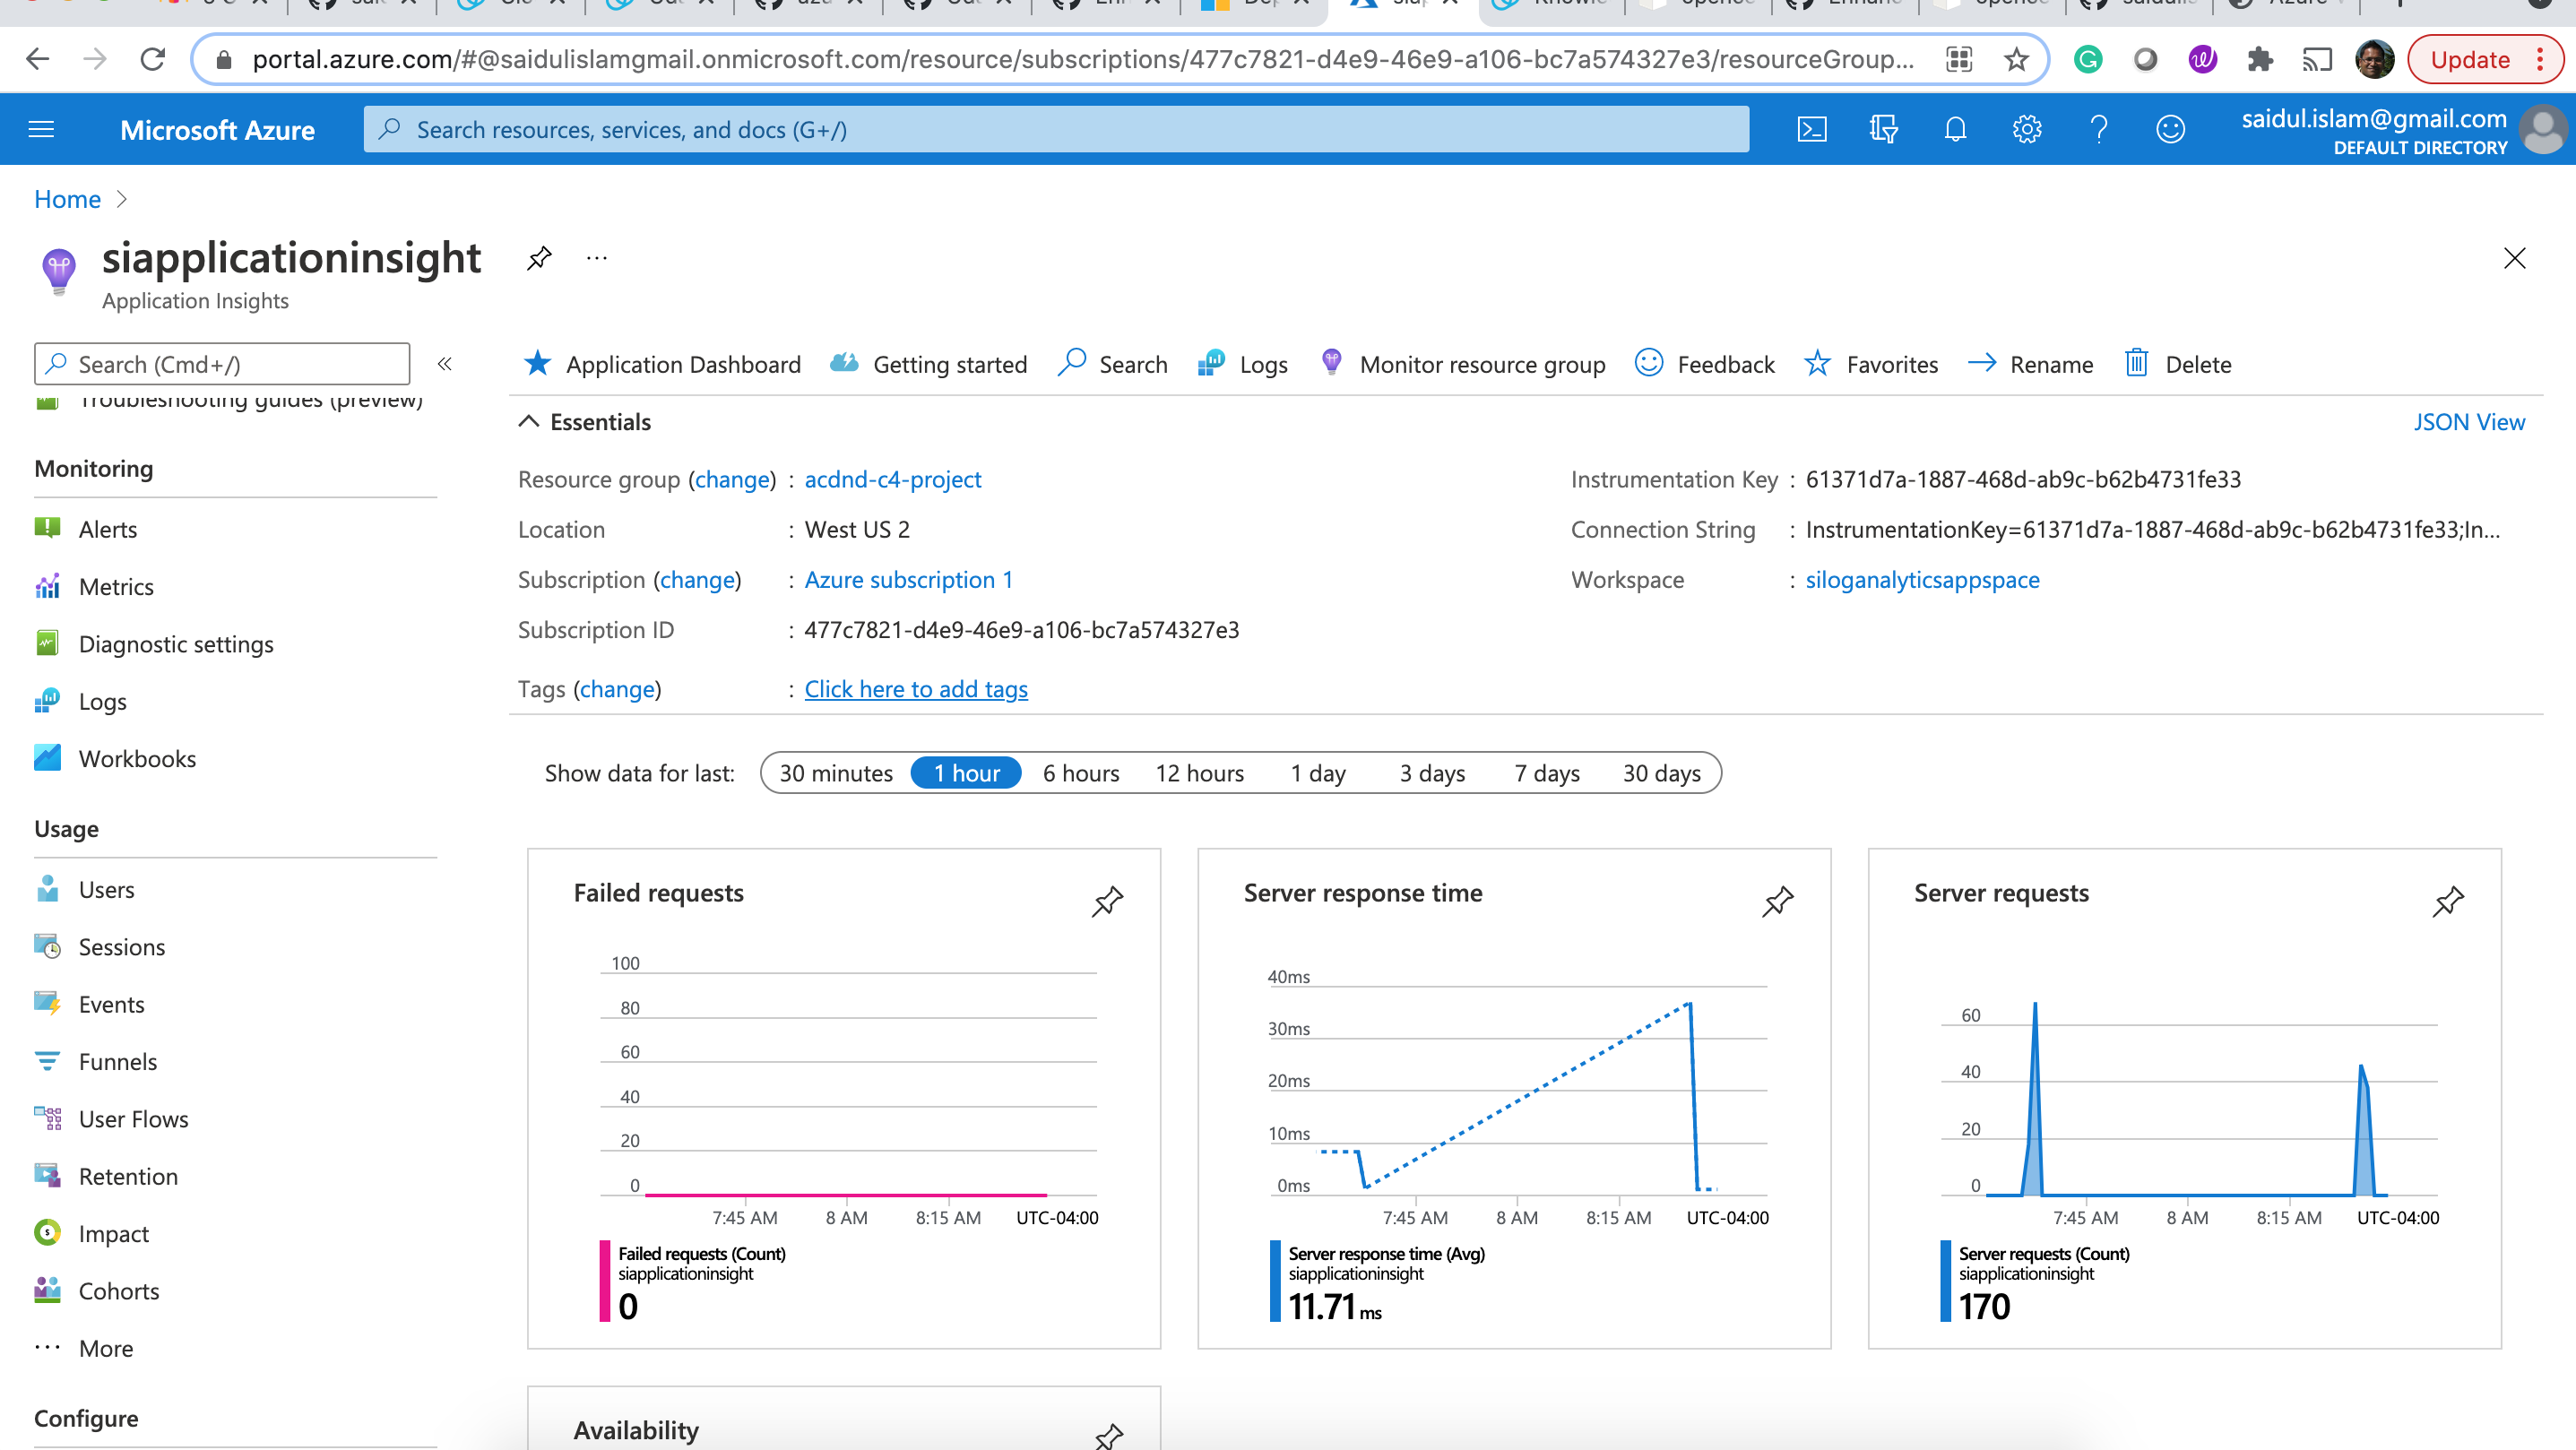 portal.azure.com/#@saidulislamgmail.onmicrosoft.com/resource/subscriptions/477c7821-d4e9-46e9-a106-bc7a574327e3/resourceGroup...
Update
Microsoft Azure
Search resources, services, and docs (G+/)
saidul.islam@gmail.com
DEFAULT DIRECTORY
Home
siapplicationinsight
...
Application Insights
Search (Cmd+/)
«
Application Dashboard
Getting started
Search
Logs
Monitor resource group
Feedback
Favorites
Rename
Delete
Troubleshooting guides (preview)
Monitoring
Alerts
Metrics
Diagnostic settings
Logs
Workbooks
Usage
Users
Sessions
Events
Funnels
User Flows
Retention
Impact
Cohorts
More
Configure
Essentials
JSON View
Resource group (change) : acdnd-c4-project
Location : West US 2
Subscription (change) : Azure subscription 1
Subscription ID : 477c7821-d4e9-46e9-a106-bc7a574327e3
Tags (change) : Click here to add tags
Instrumentation Key : 61371d7a-1887-468d-ab9c-b62b4731fe33
Connection String : InstrumentationKey=61371d7a-1887-468d-ab9c-b62b4731fe33;In...
Workspace : siloganalyticsappspace
Show data for last:
30 minutes
1 hour
6 hours
12 hours
1 day
3 days
7 days
30 days
Failed requests
100
80
60
40
20
0
7:45 AM
8 AM
8:15 AM
UTC-04:00
Failed requests (Count)
siapplicationinsight
0
Server response time
40ms
30ms
20ms
10ms
0ms
7:45 AM
8 AM
8:15 AM
UTC-04:00
Server response time (Avg)
siapplicationinsight
11.71 ms
Server requests
60
40
20
0
7:45 AM
8 AM
8:15 AM
UTC-04:00
Server requests (Count)
siapplicationinsight
170
Availability